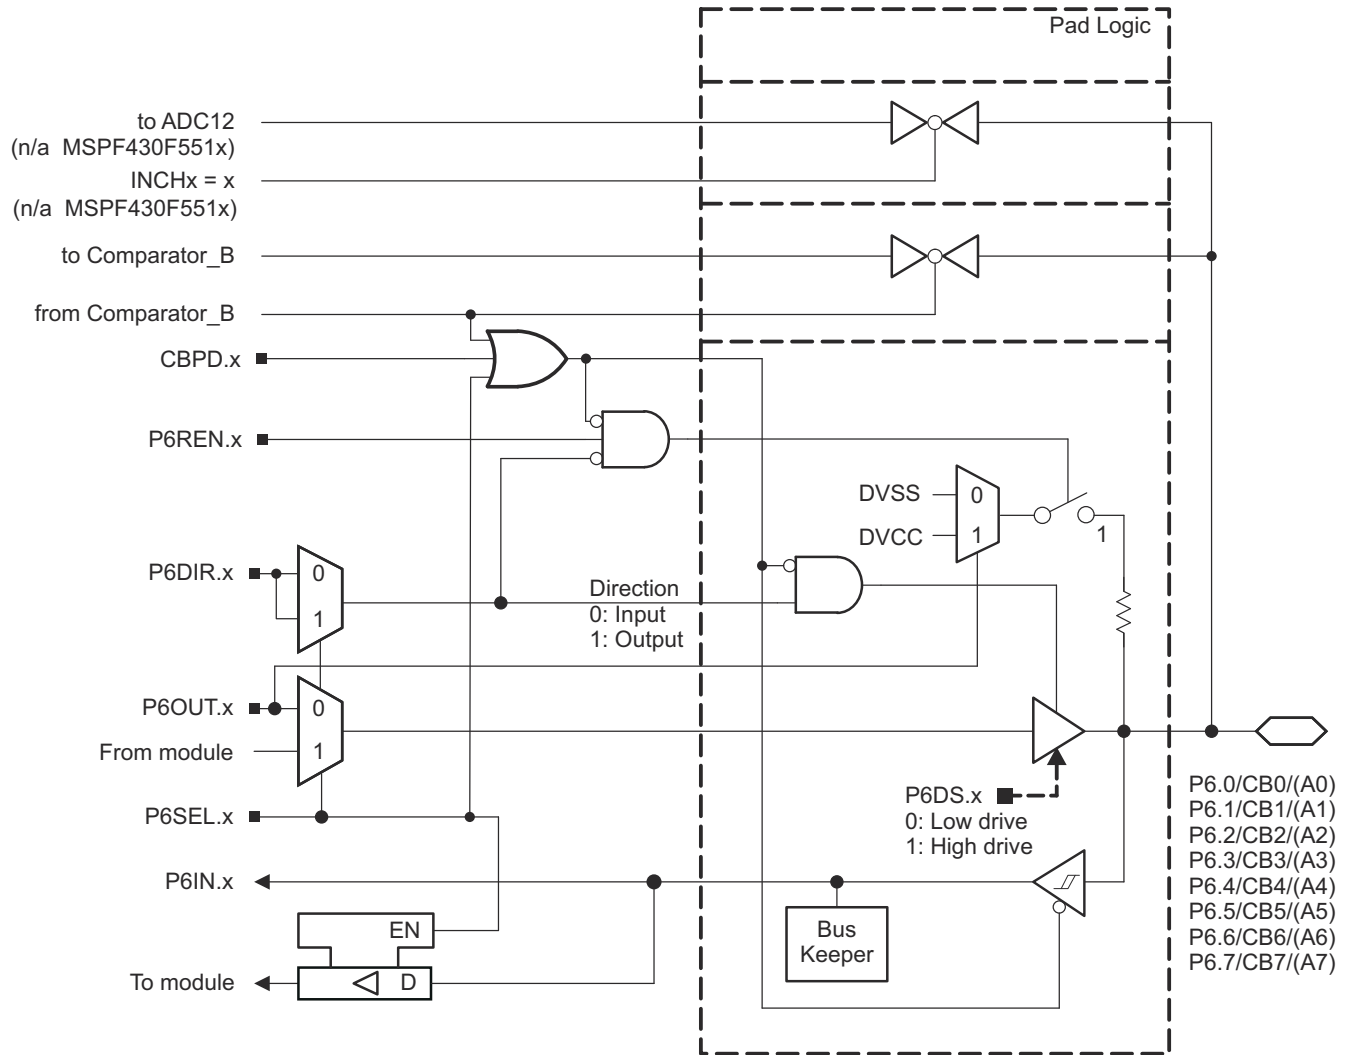 Pad Logic
to ADC12
(n/a MSPF430F551x)
INCHx = x
(n/a MSPF430F551x)
to Comparator_B
from Comparator_B
CBPD.x
P6REN.x
DVSS
0
DVCC
1
1
P6DIR.x
0
1
Direction
0: Input
1: Output
P6OUT.x
0
From module
1
P6SEL.x
P6DS.x
0: Low drive
1: High drive
P6.0/CB0/(A0)
P6.1/CB1/(A1)
P6.2/CB2/(A2)
P6.3/CB3/(A3)
P6.4/CB4/(A4)
P6.5/CB5/(A5)
P6.6/CB6/(A6)
P6.7/CB7/(A7)
P6IN.x
EN
Bus
Keeper
To module
D